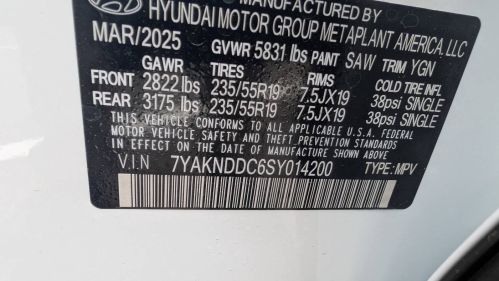 MANUFACTURED BY
HYUNDAI MOTOR GROUP METAPLANT AMERICA, LLC
MAR/2025 GVWR 5831 lbs PAINT SAW TRIM YGN
GAWR TIRES RIMS COLD TIRE INFL
FRONT 2822 lbs 235/55R19 7.5JX19 38psi SINGLE
REAR 3175 lbs 235/55R19 7.5JX19 38psi SINGLE
THIS VEHICLE CONFORMS TO ALL APPLICABLE U.S.A. FEDERAL
MOTOR VEHICLE SAFETY AND THEFT PREVENTION STANDARDS
IN EFFECT ON THE DATE OF MANUFACTURE SHOWN ABOVE.
V.I.N 7YAKNDDC6SY014200 TYPE: MPV